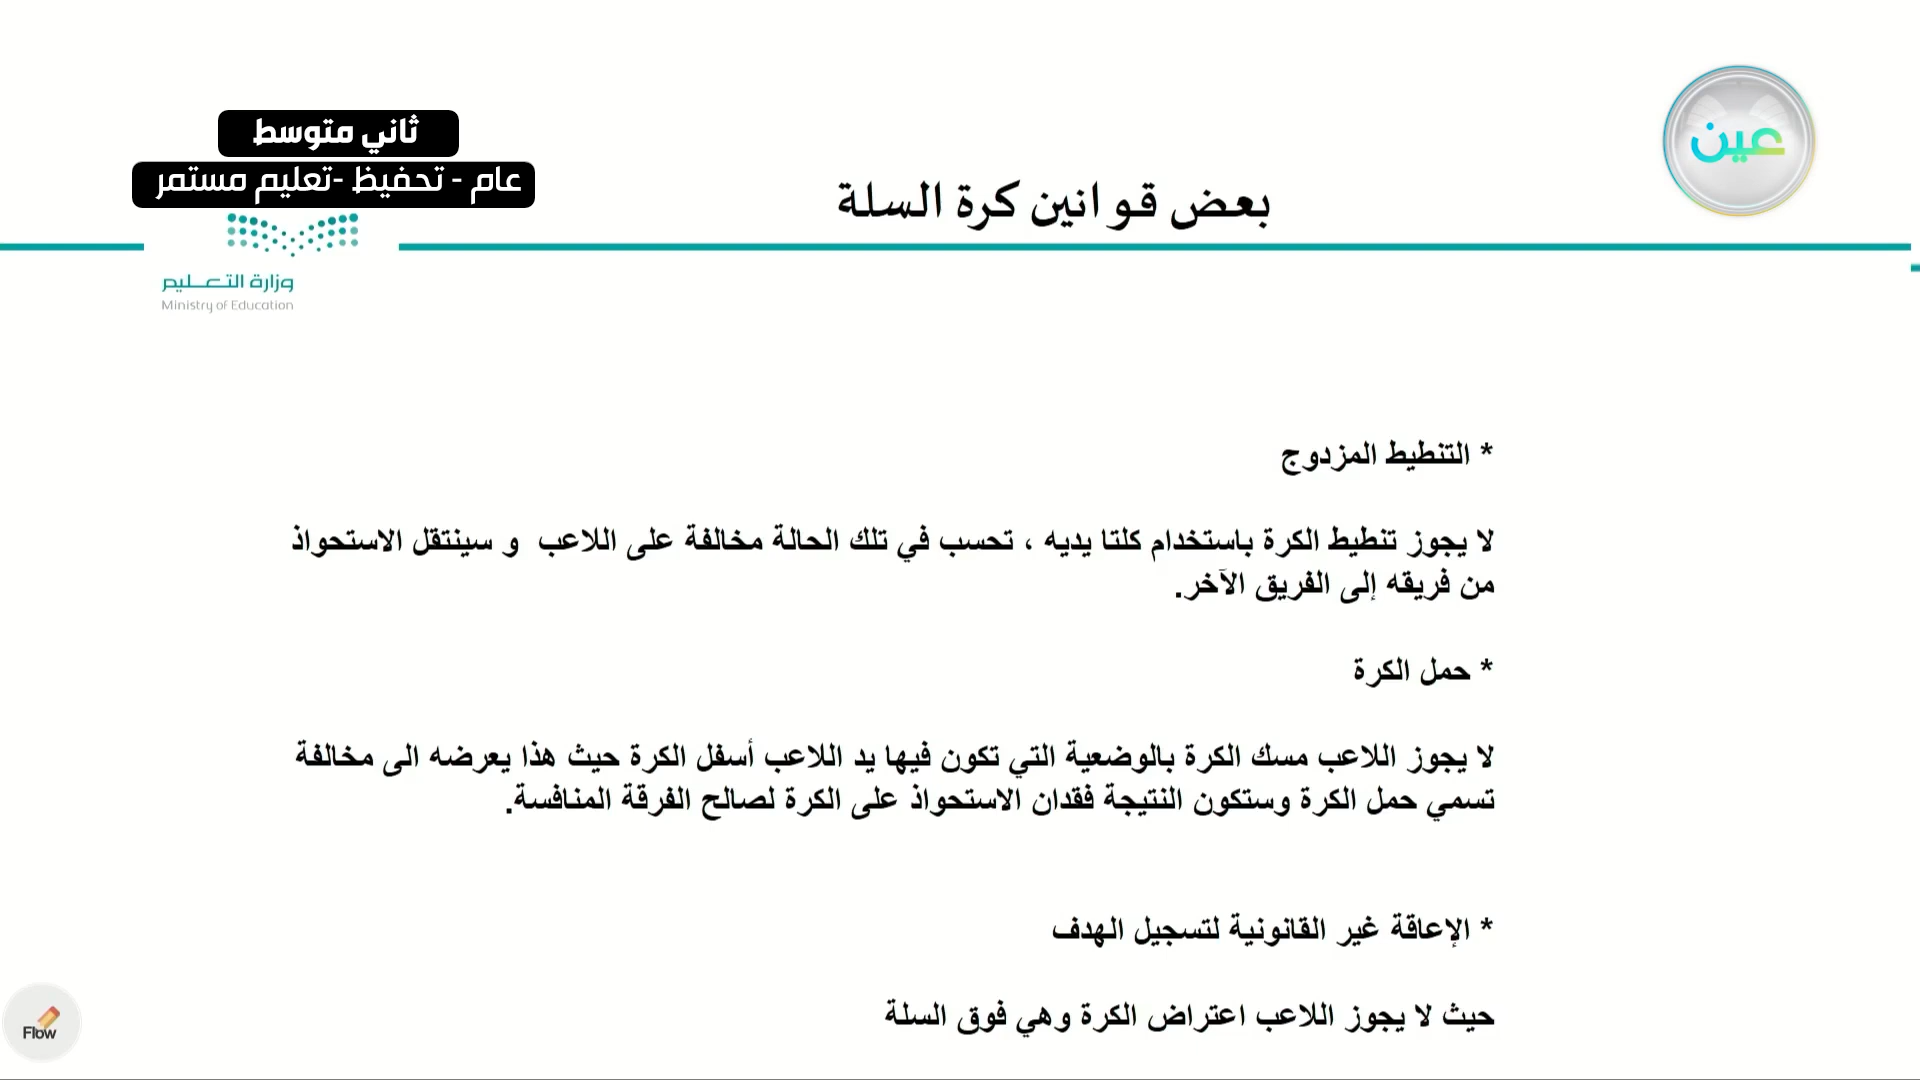 عين
ثاني متوسط
عام - تحفيظ -تعليم مستمر
بعض قوانين كرة السلة
وزارة التعليم
Ministry of Education
* التنطيط المزدوج
لا يجوز تنطيط الكرة باستخدام كلتا يديه ، تحسب في تلك الحالة مخالفة على اللاعب و سينتقل الاستحواذ
من فريقه إلى الفريق الآخر.
* حمل الكرة
لا يجوز اللاعب مسك الكرة بالوضعية التي تكون فيها يد اللاعب أسفل الكرة حيث هذا يعرضه الى مخالفة
تسمي حمل الكرة وستكون النتيجة فقدان الاستحواذ على الكرة لصالح الفرقة المنافسة.
* الإعاقة غير القانونية لتسجيل الهدف
حيث لا يجوز اللاعب اعتراض الكرة وهي فوق السلة
Flow